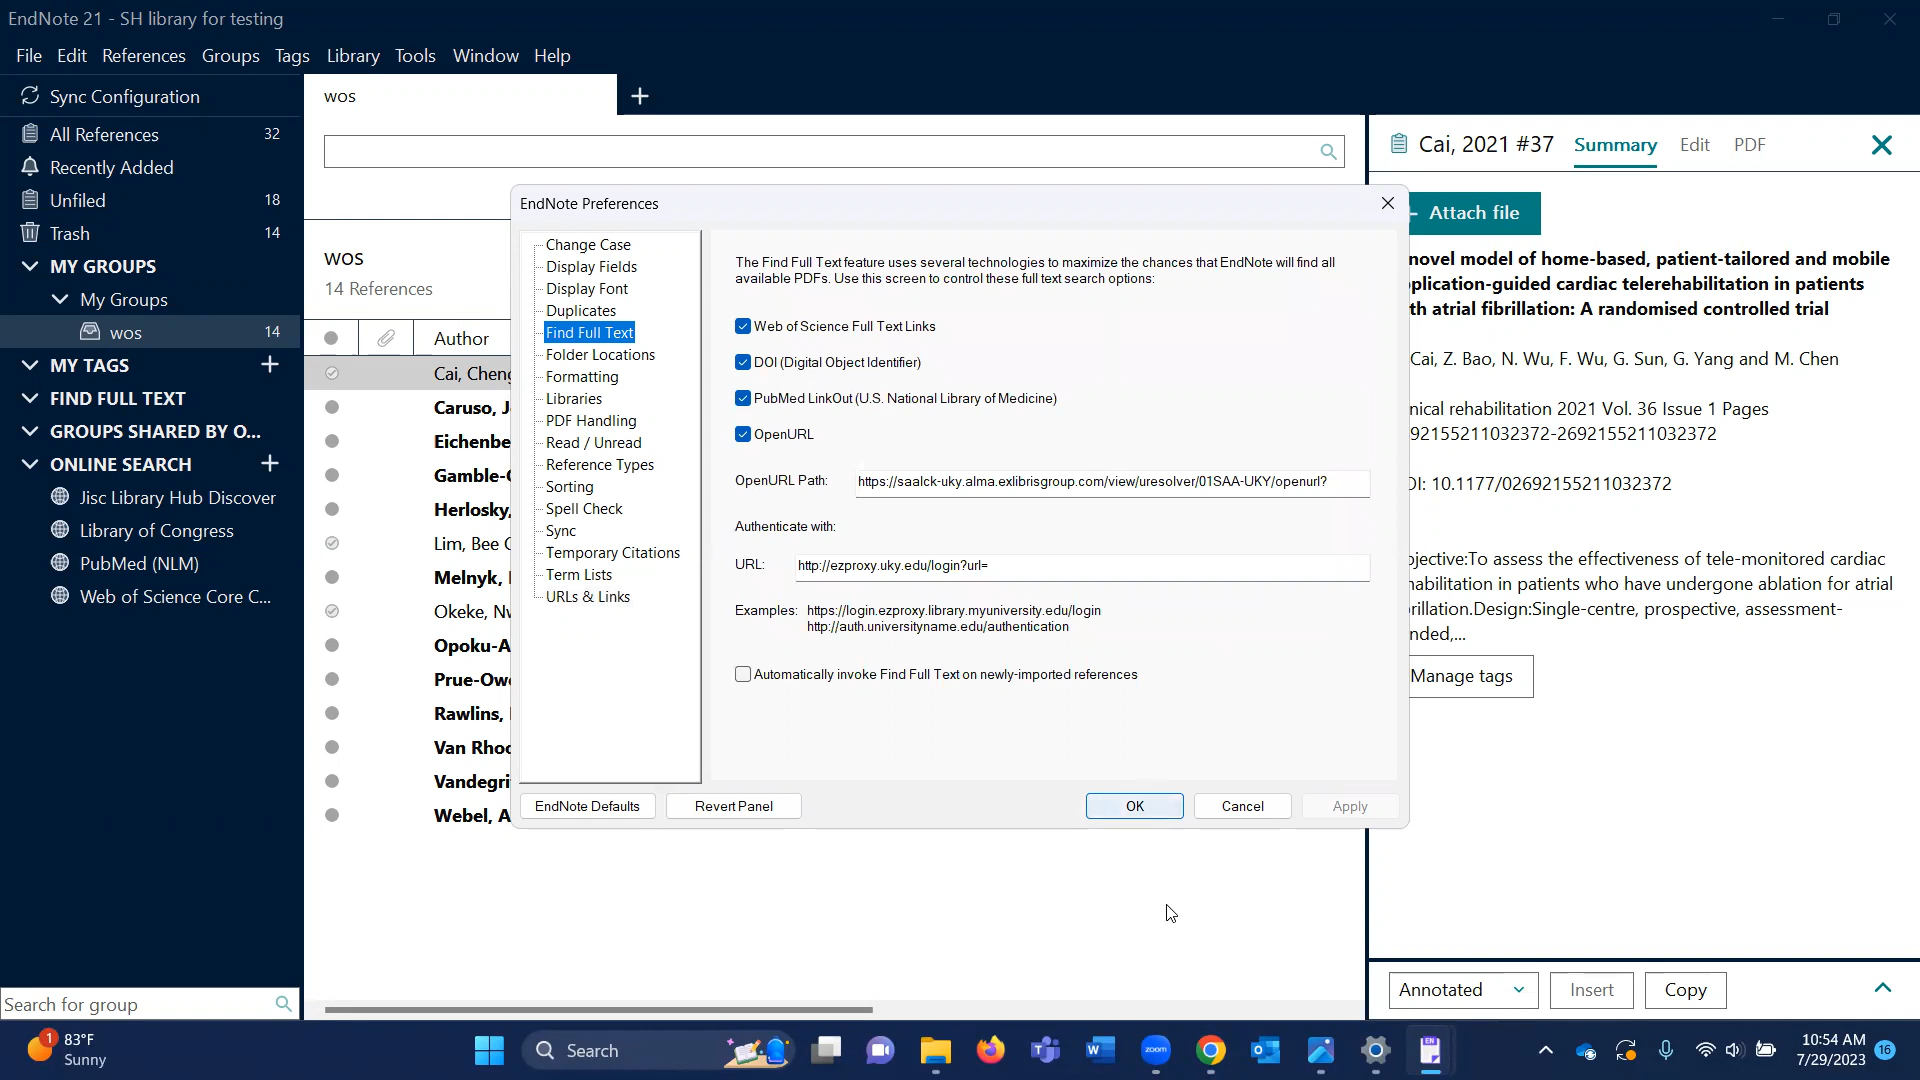 EndNote 21 - SH library for testing
File Edit References Groups Tags Library Tools Window Help
Sync Configuration
All References 32
Recently Added
Unfiled 18
Trash 14
MY GROUPS
My Groups
wos 14
MY TAGS
FIND FULL TEXT
GROUPS SHARED BY O...
ONLINE SEARCH
Jisc Library Hub Discover
Library of Congress
PubMed (NLM)
Web of Science Core C...
Search for group
wos
wos
14 References
Author
Cai, Cheng
Caruso, J
Eichenbe
Gamble-
Herlosky,
Lim, Bee
Melnyk,
Okeke, Nw
Opoku-A
Prue-Ow
Rawlins,
Van Rhoo
Vandegri
Webel, A
EndNote Preferences
Change Case
Display Fields
Display Font
Duplicates
Find Full Text
Folder Locations
Formatting
Libraries
PDF Handling
Read / Unread
Reference Types
Sorting
Spell Check
Sync
Temporary Citations
Term Lists
URLs & Links
The Find Full Text feature uses several technologies to maximize the chances that EndNote will find all
available PDFs. Use this screen to control these full text search options:
Web of Science Full Text Links
DOI (Digital Object Identifier)
PubMed LinkOut (U.S. National Library of Medicine)
OpenURL
OpenURL Path: https://saalck-uky.alma.exlibrisgroup.com/view/uresolver/01SAA-UKY/openurl?
Authenticate with:
URL: http://ezproxy.uky.edu/login?url=
Examples: https://login.ezproxy.library.myuniversity.edu/login
http://auth.universityname.edu/authentication
Automatically invoke Find Full Text on newly-imported references
EndNote Defaults Revert Panel OK Cancel Apply
Cai, 2021 #37 Summary Edit PDF
Attach file
novel model of home-based, patient-tailored and mobile
plication-guided cardiac telerehabilitation in patients
th atrial fibrillation: A randomised controlled trial
Cai, Z. Bao, N. Wu, F. Wu, G. Sun, G. Yang and M. Chen
nical rehabilitation 2021 Vol. 36 Issue 1 Pages
92155211032372-2692155211032372
OI: 10.1177/02692155211032372
jective:To assess the effectiveness of tele-monitored cardiac
habilitation in patients who have undergone ablation for atrial
rillation.Design:Single-centre, prospective, assessment-
nded,...
Manage tags
Annotated Insert Copy
1 83°F
Sunny
Search
zoom
EN
10:54 AM
7/29/2023
16